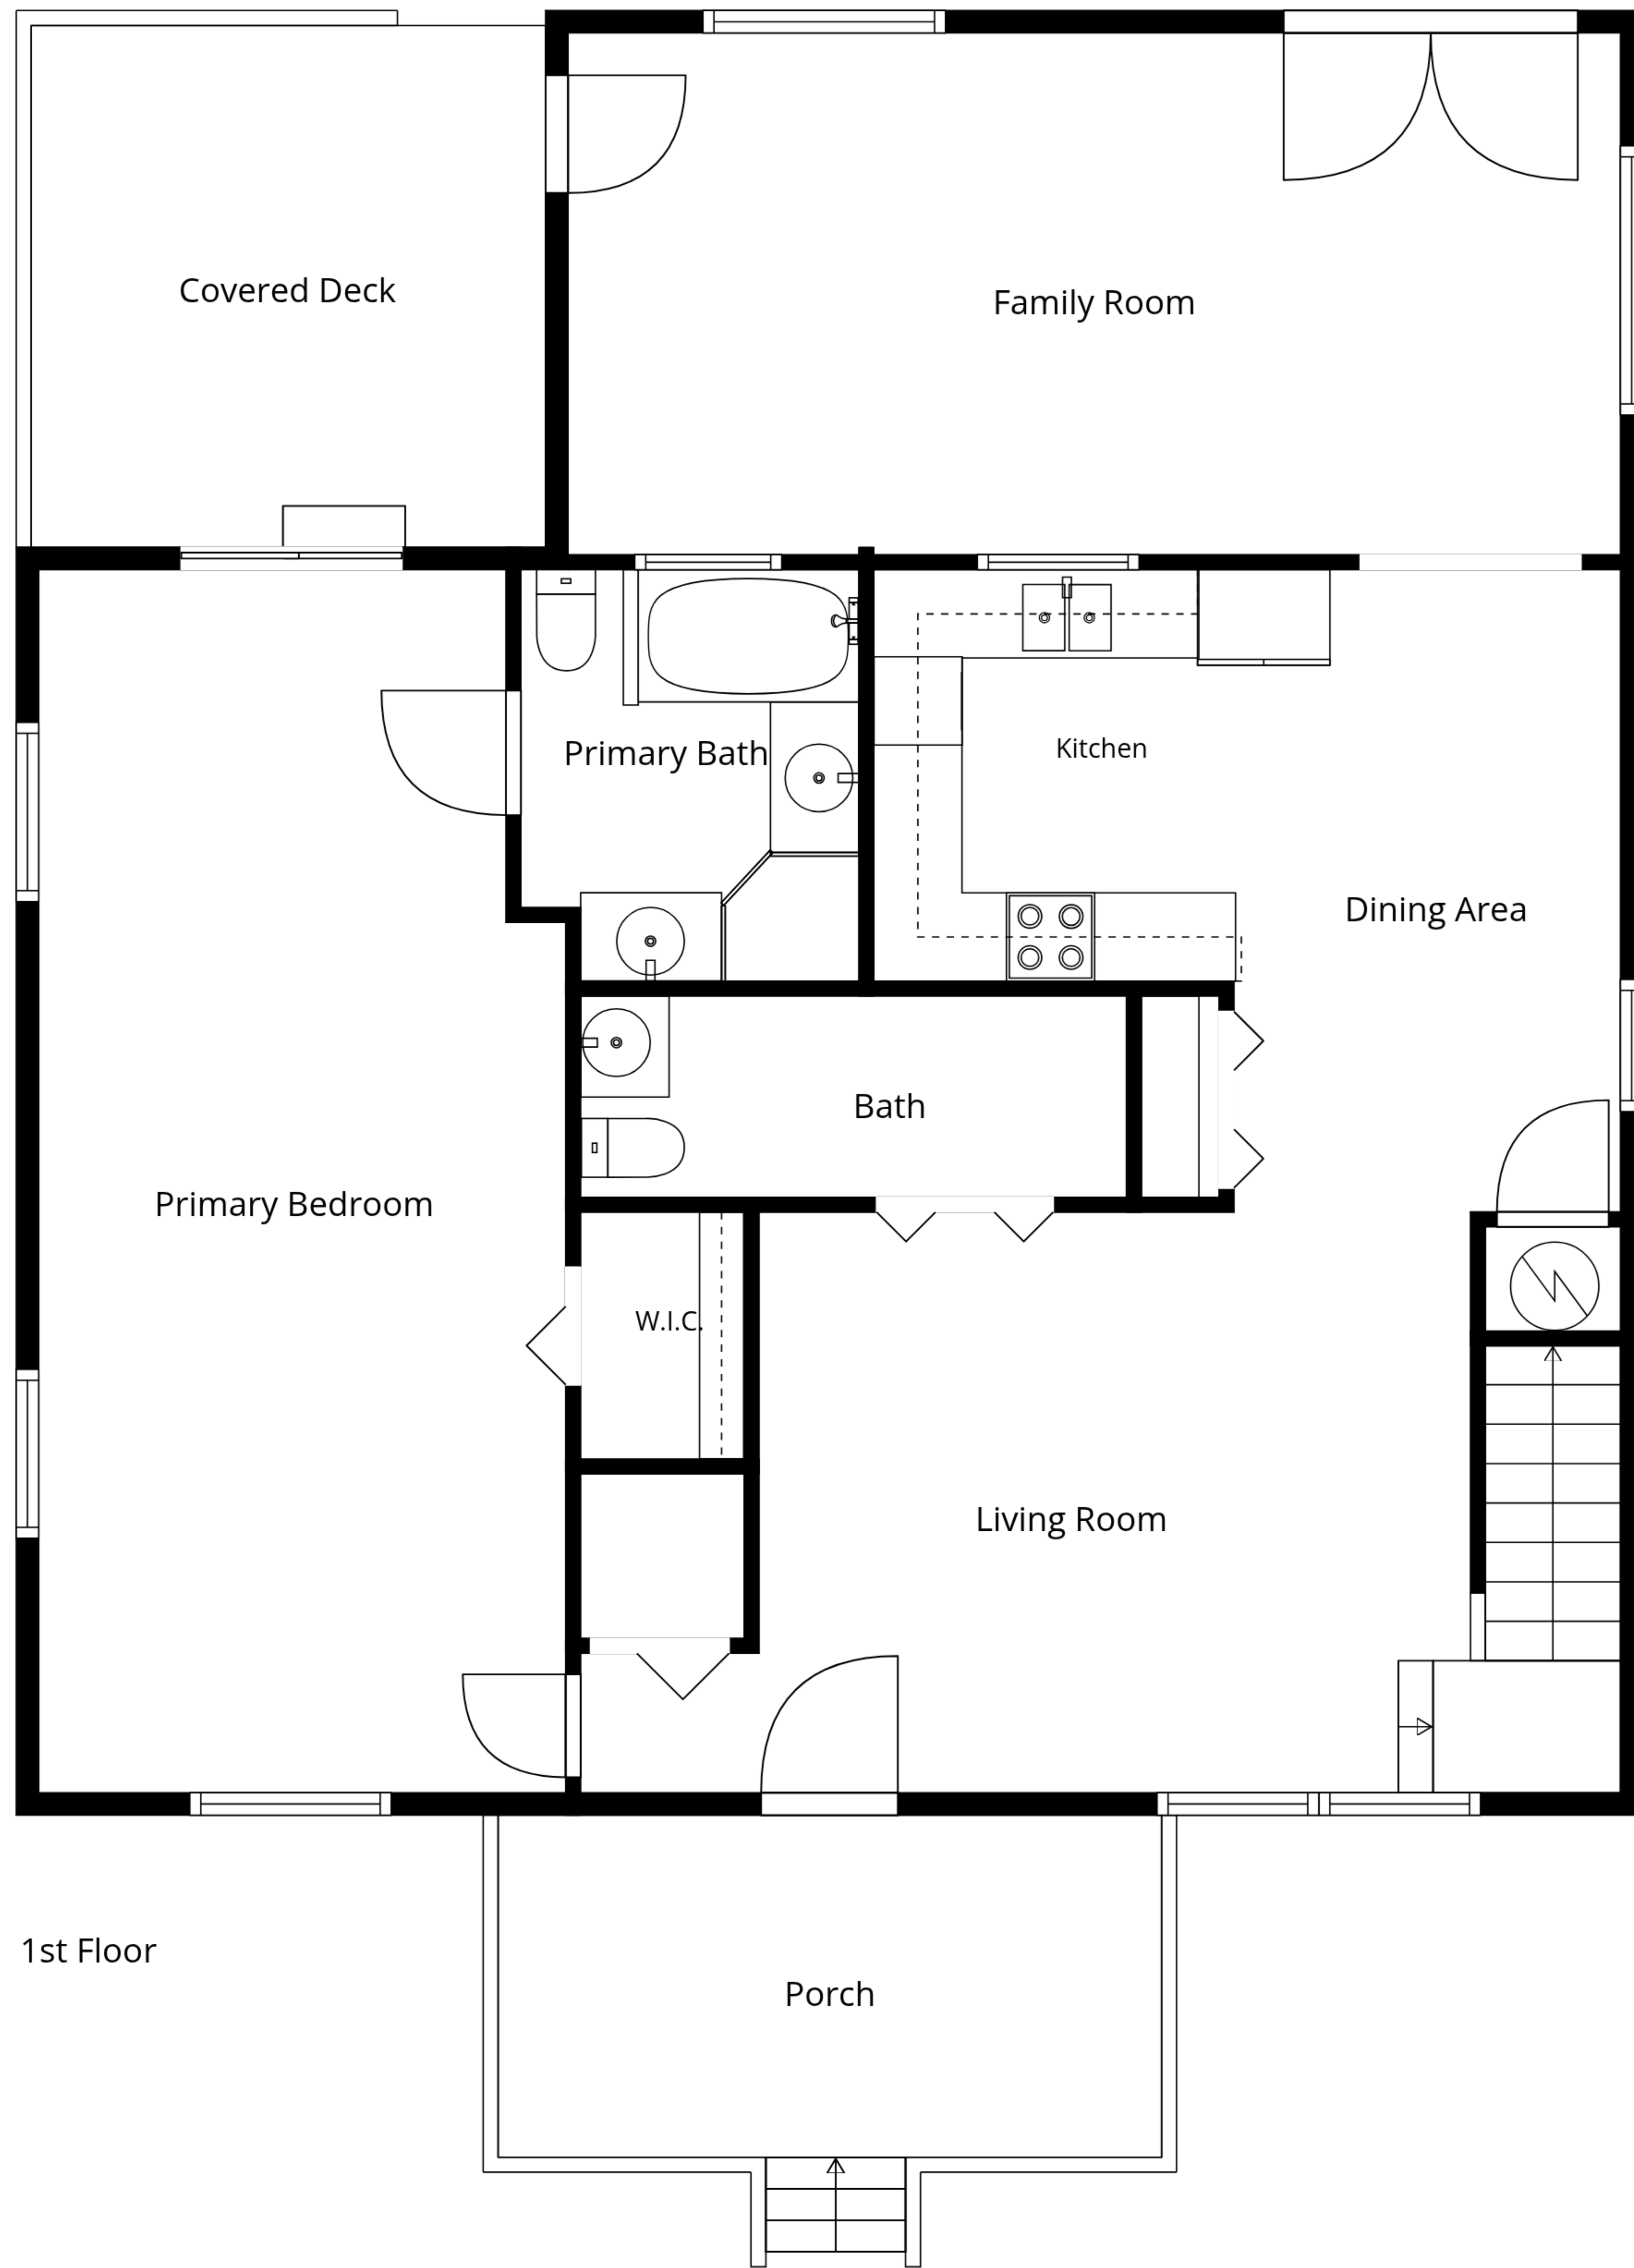 Covered Deck
Family Room
Kitchen
Primary Bath
Dining Area
Bath
Primary Bedroom
W.I.C.
Living Room
1st Floor
Porch